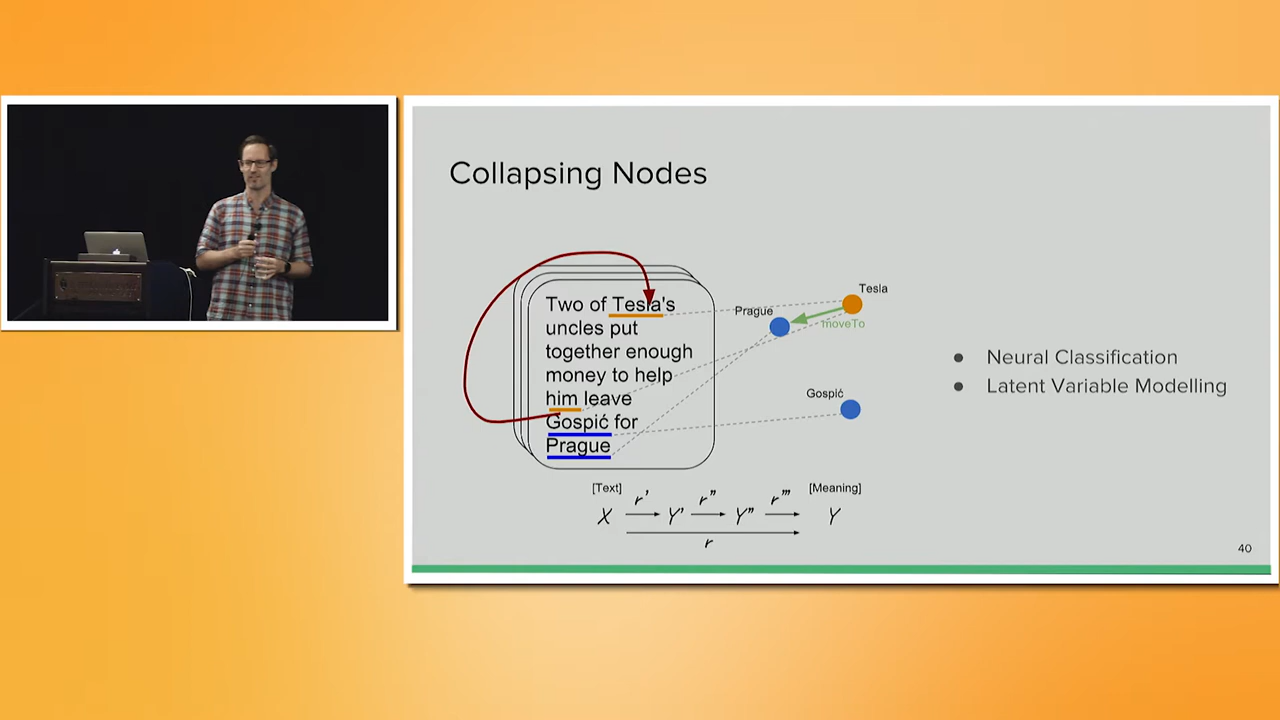 Collapsing Nodes
Two of Tesla's
uncles put
together enough
money to help
him leave
Gospić for
Prague
Tesla
Prague
moveTo
Gospić
Neural Classification
Latent Variable Modelling
[Text] r' r" r"' [Meaning]
X Y' Y" Y
r
40